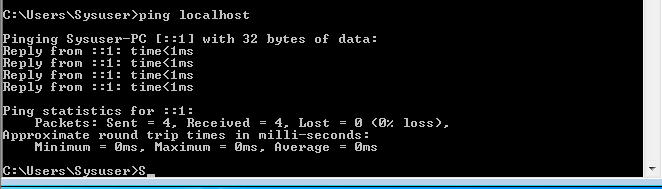 C:\Users\Sysuser>ping localhost
Pinging Sysuser-PC [::1] with 32 bytes of data:
Reply from ::1: time<1ms
Reply from ::1: time<1ms
Reply from ::1: time<1ms
Reply from ::1: time<1ms
Ping statistics for ::1:
    Packets: Sent = 4, Received = 4, Lost = 0 (0% loss),
Approximate round trip times in milli-seconds:
    Minimum = 0ms, Maximum = 0ms, Average = 0ms
C:\Users\Sysuser>S_